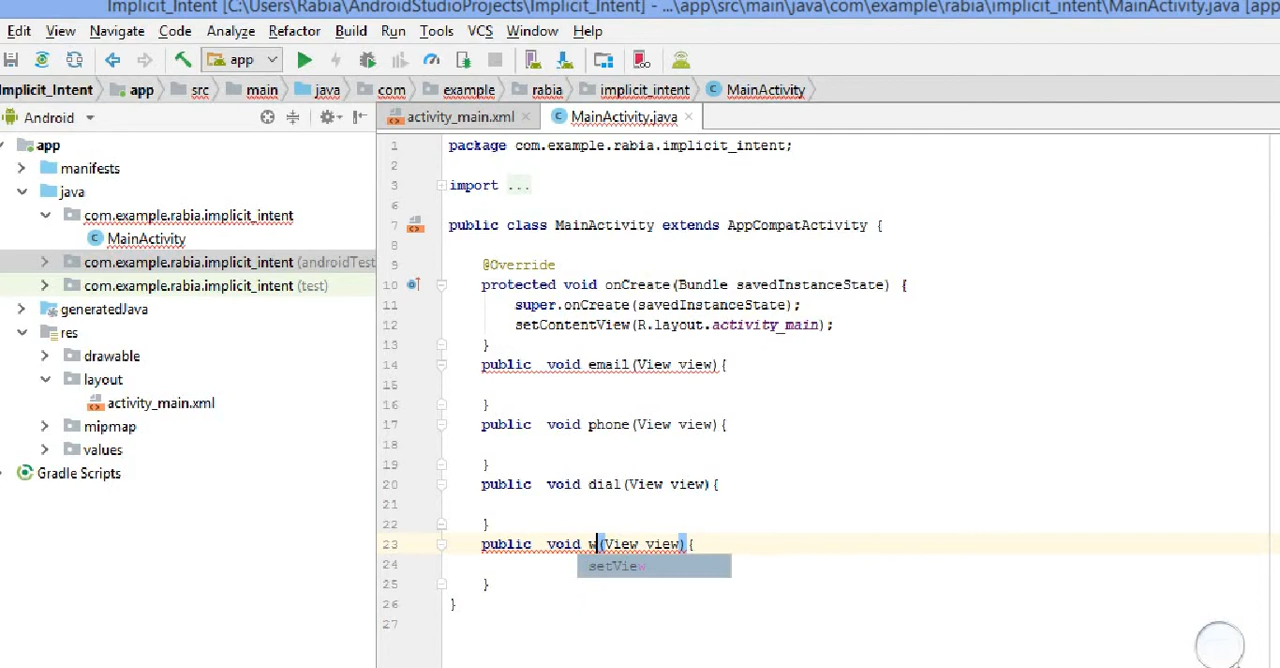 Implicit_Intent [C:\Users\Rabia\AndroidStudioProjects\Implicit_Intent] - ...\app\src\main\java\com\example\rabia\implicit_intent\MainActivity.java [app
Edit View Navigate Code Analyze Refactor Build Run Tools VCS Window Help
app
Implicit_Intent app src main java com example rabia implicit_intent MainActivity
Android
activity_main.xml MainActivity.java
app
manifests
java
com.example.rabia.implicit_intent
MainActivity
com.example.rabia.implicit_intent (androidTest
com.example.rabia.implicit_intent (test)
generatedJava
res
drawable
layout
activity_main.xml
mipmap
values
Gradle Scripts
1 package com.example.rabia.implicit_intent;
2
3 import ...
6
7 public class MainActivity extends AppCompatActivity {
8
9 @Override
10 protected void onCreate(Bundle savedInstanceState) {
11 super.onCreate(savedInstanceState);
12 setContentView(R.layout.activity_main);
13 }
14 public void email(View view){
15
16 }
17 public void phone(View view){
18
19 }
20 public void dial(View view){
21
22 }
23 public void w(View view){
setView
24
25 }
26 }
27